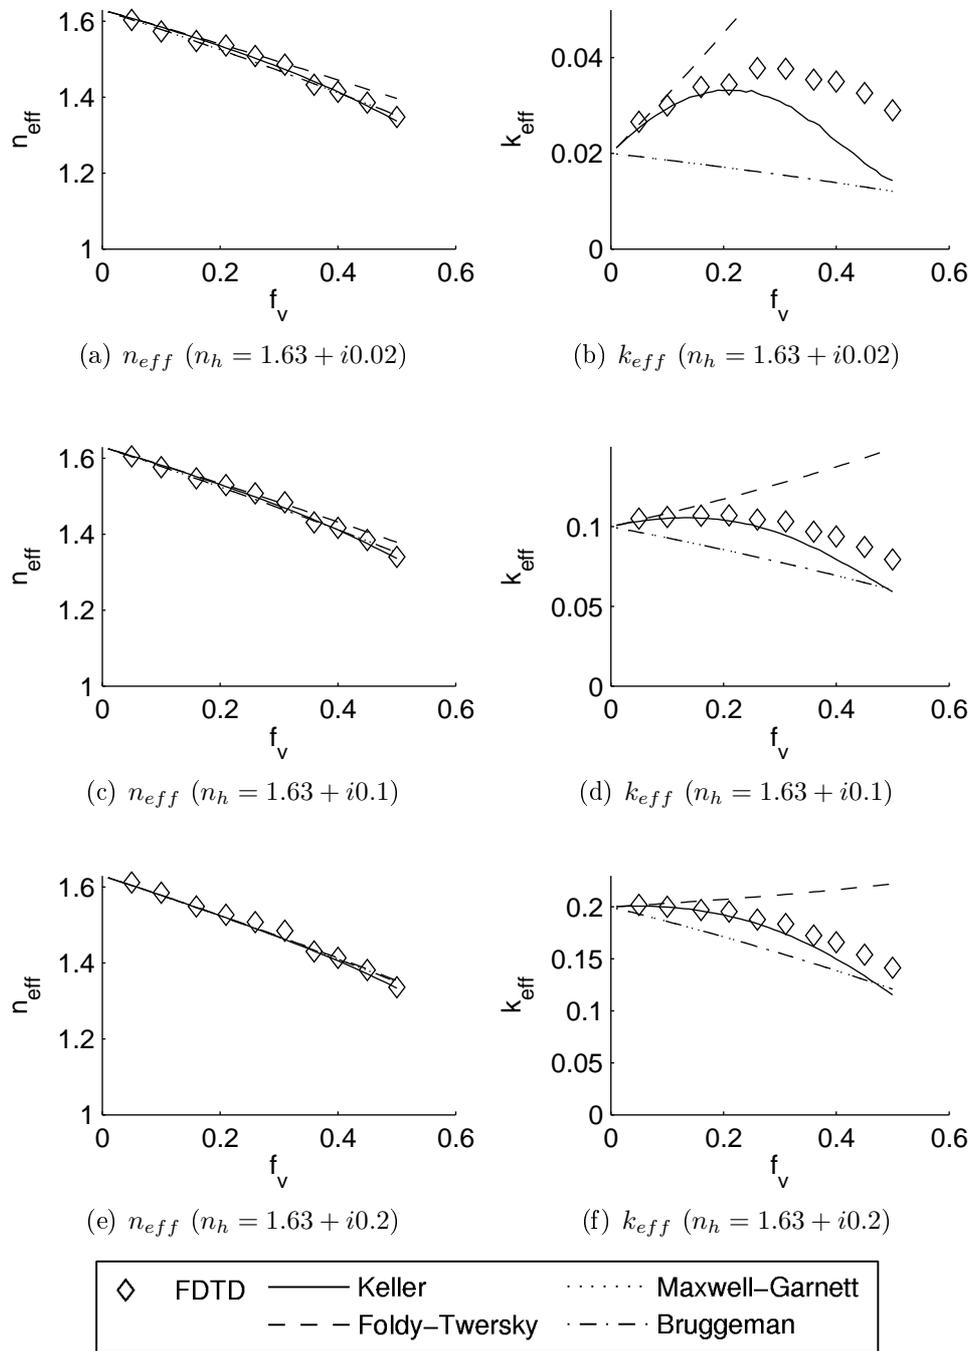 1.6
1.4
1.2
1
n_eff
0 0.2 0.4 0.6
f_v
(a) n_eff (n_h = 1.63 + i0.02)
0.04
0.02
0
k_eff
0 0.2 0.4 0.6
f_v
(b) k_eff (n_h = 1.63 + i0.02)
1.6
1.4
1.2
1
n_eff
0 0.2 0.4 0.6
f_v
(c) n_eff (n_h = 1.63 + i0.1)
0.1
0.05
0
k_eff
0 0.2 0.4 0.6
f_v
(d) k_eff (n_h = 1.63 + i0.1)
1.6
1.4
1.2
1
n_eff
0 0.2 0.4 0.6
f_v
(e) n_eff (n_h = 1.63 + i0.2)
0.2
0.15
0.1
0.05
0
k_eff
0 0.2 0.4 0.6
f_v
(f) k_eff (n_h = 1.63 + i0.2)
FDTD
Keller
Foldy−Twersky
Maxwell−Garnett
Bruggeman